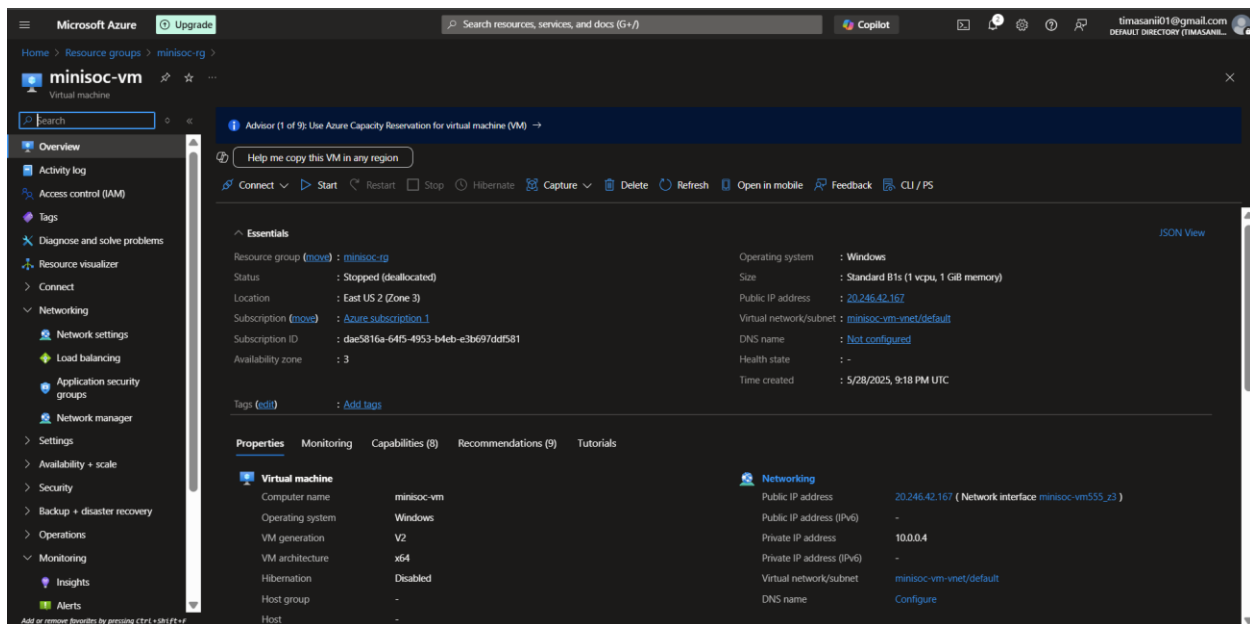 Microsoft Azure
Upgrade
Search resources, services, and docs (G+/)
Copilot
2
timasanii01@gmail.com
DEFAULT DIRECTORY (TIMASANII...
Home > Resource groups > minisoc-rg >
minisoc-vm
Virtual machine
Search
Overview
Activity log
Access control (IAM)
Tags
Diagnose and solve problems
Resource visualizer
Connect
Networking
Network settings
Load balancing
Application security
groups
Network manager
Settings
Availability + scale
Security
Backup + disaster recovery
Operations
Monitoring
Insights
Alerts
Add or remove favorites by pressing Ctrl+Shift+F
Advisor (1 of 9): Use Azure Capacity Reservation for virtual machine (VM) →
Help me copy this VM in any region
Connect Start Restart Stop Hibernate Capture Delete Refresh Open in mobile Feedback CLI / PS
Essentials
JSON View
Resource group (move) : minisoc-rg
Status : Stopped (deallocated)
Location : East US 2 (Zone 3)
Subscription (move) : Azure subscription 1
Subscription ID : dae5816a-64f5-4953-b4eb-e3b697ddf581
Availability zone : 3
Operating system : Windows
Size : Standard B1s (1 vcpu, 1 GiB memory)
Public IP address : 20.246.42.167
Virtual network/subnet : minisoc-vm-vnet/default
DNS name : Not configured
Health state : -
Time created : 5/28/2025, 9:18 PM UTC
Tags (edit) : Add tags
Properties Monitoring Capabilities (8) Recommendations (9) Tutorials
Virtual machine
Computer name minisoc-vm
Operating system Windows
VM generation V2
VM architecture x64
Hibernation Disabled
Host group -
Host -
Networking
Public IP address 20.246.42.167 ( Network interface minisoc-vm555_z3 )
Public IP address (IPv6) -
Private IP address 10.0.0.4
Private IP address (IPv6) -
Virtual network/subnet minisoc-vm-vnet/default
DNS name Configure